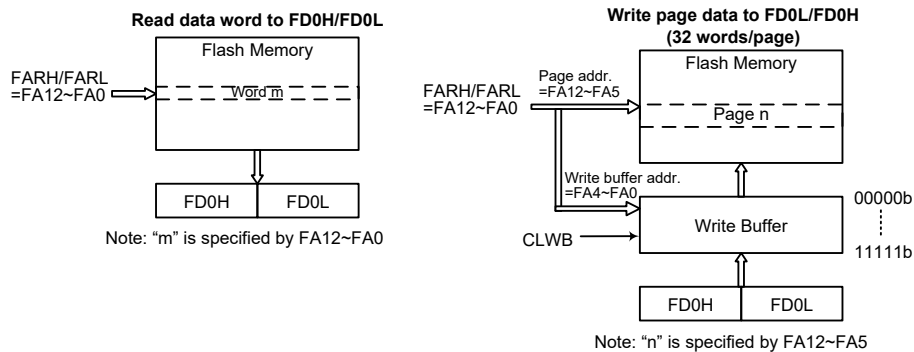 Read data word to FD0H/FD0L
Flash Memory
FARH/FARL
=FA12~FA0
Word m
FD0H
FD0L
Note: “m” is specified by FA12~FA0
Write page data to FD0L/FD0H
(32 words/page)
Flash Memory
FARH/FARL
=FA12~FA0
Page addr.
=FA12~FA5
Page n
Write buffer addr.
=FA4~FA0
Write Buffer
00000b
11111b
CLWB
FD0H
FD0L
Note: “n” is specified by FA12~FA5